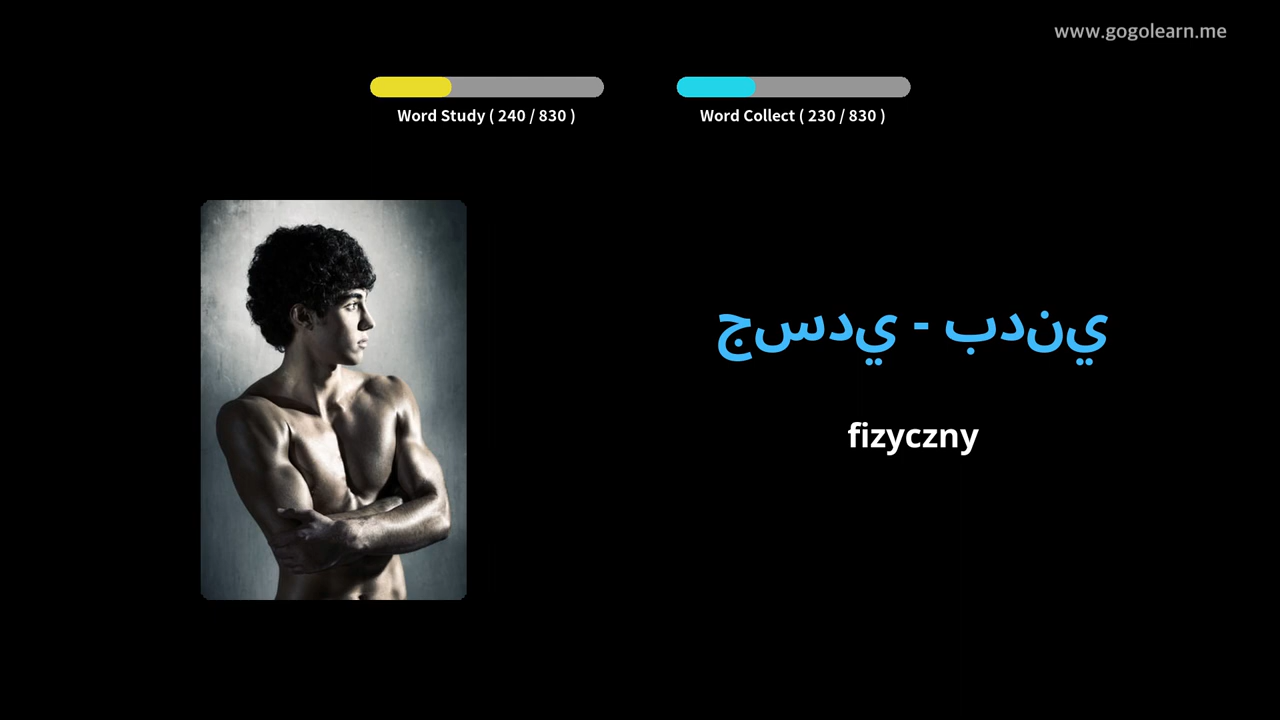 www.gogolearn.me
Word Study ( 240 / 830 )
Word Collect ( 230 / 830 )
جسدي - بدني
fizyczny